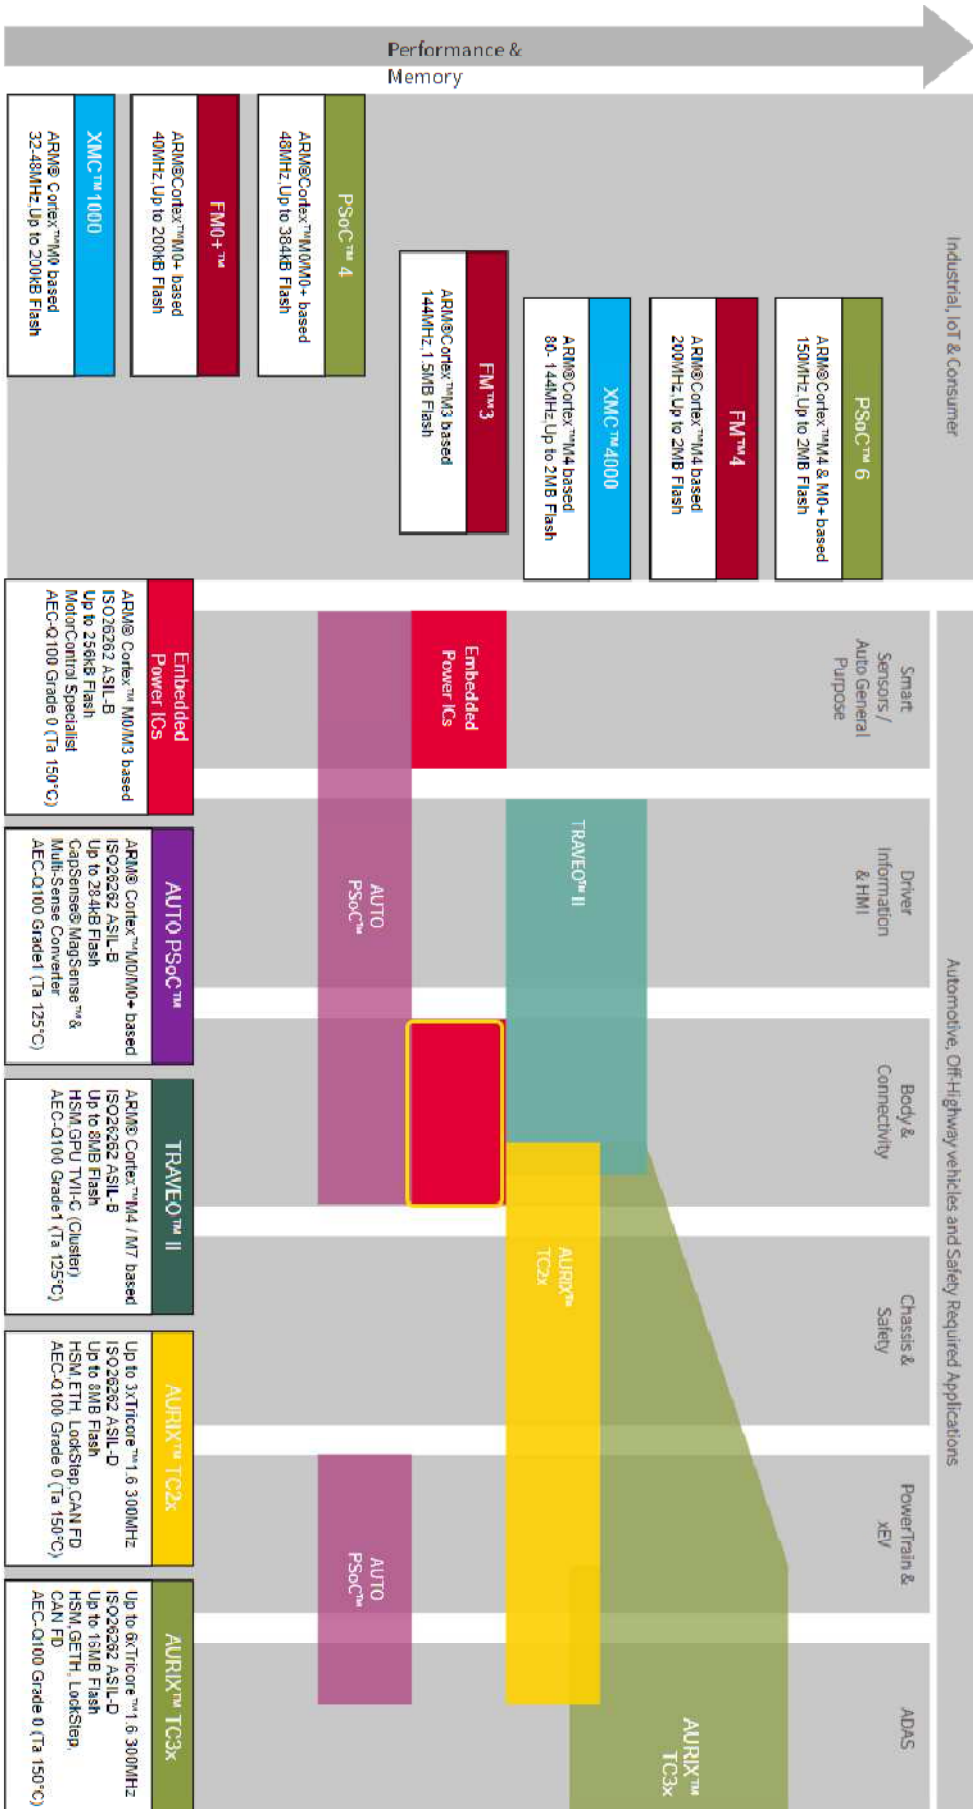 Performance &
Memory
Industrial, IoT & Consumer
PSoC™ 6
ARM®Cortex™M4 & M0+ based
150MHz,Up to 2MB Flash
FM™4
ARM®Cortex™M4 based
200MHz,Up to 2MB Flash
XMC™4000
ARM®Cortex™M4 based
80- 144MHz,Up to 2MB Flash
FM™3
ARM®Cortex™M3 based
144MHz,1.5MB Flash
PSoC™ 4
ARM®Cortex™M0/M0+ based
48MHz,Up to 384kB Flash
FM0+™
ARM®Cortex™M0+ based
40MHz,Up to 200kB Flash
XMC™1000
ARM® Cortex™M0 based
32-48MHz,Up to 200kB Flash
Automotive, Off-Highway vehicles and Safety Required Applications
Smart
Sensors /
Auto General
Purpose
Driver
Information
& HMI
Body &
Connectivity
Chassis &
Safety
PowerTrain &
xEV
ADAS
AURIX™
TC3x
TRAVEO™ II
AURIX™
TC2x
Embedded
Power ICs
AUTO
PSoC™
AUTO
PSoC™
Embedded
Power ICs
ARM® Cortex™ M0/M3 based
ISO26262 ASIL-B
Up to 256kB Flash
MotorControl Specialist
AEC-Q100 Grade 0 (Ta 150°C)
AUTO PSoC™
ARM® Cortex™M0/M0+ based
ISO26262 ASIL-B
Up to 284kB Flash
CapSense® MagSense™ &
Multi-Sense Converter
AEC-Q100 Grade1 (Ta 125°C)
TRAVEO™ II
ARM® Cortex™M4 / M7 based
ISO26262 ASIL-B
Up to 8MB Flash
HSM,GPU TVII-C (Cluster)
AEC-Q100 Grade1 (Ta 125°C)
AURIX™ TC2x
Up to 3xTricore™1.6 300MHz
ISO26262 ASIL-D
Up to 8MB Flash
HSM,ETH, LockStep,CAN FD
AEC-Q100 Grade 0 (Ta 150°C)
AURIX™ TC3x
Up to 6xTricore™1.6 300MHz
ISO26262 ASIL-D
Up to 16MB Flash
HSM,GETH, LockStep,
CAN FD
AEC-Q100 Grade 0 (Ta 150°C)